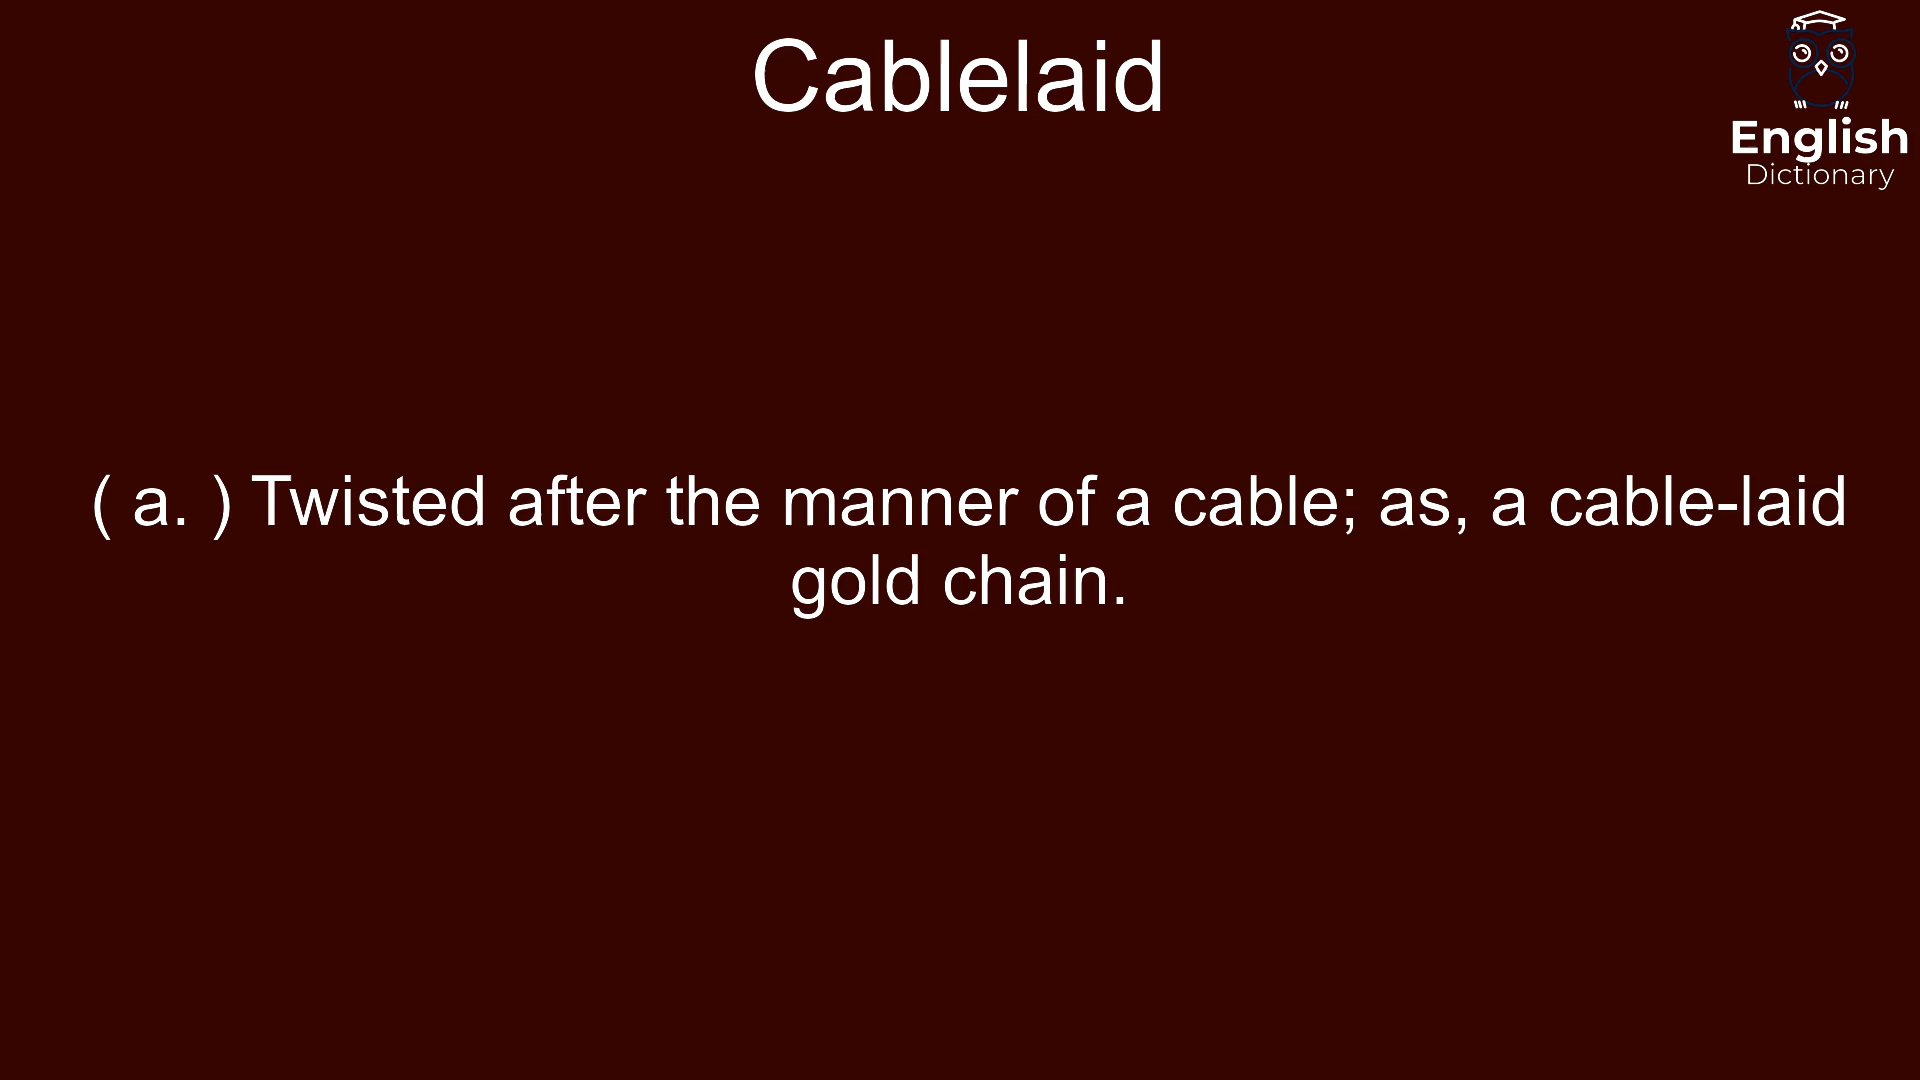 Cablelaid
English
Dictionary
( a. ) Twisted after the manner of a cable; as, a cable-laid
gold chain.